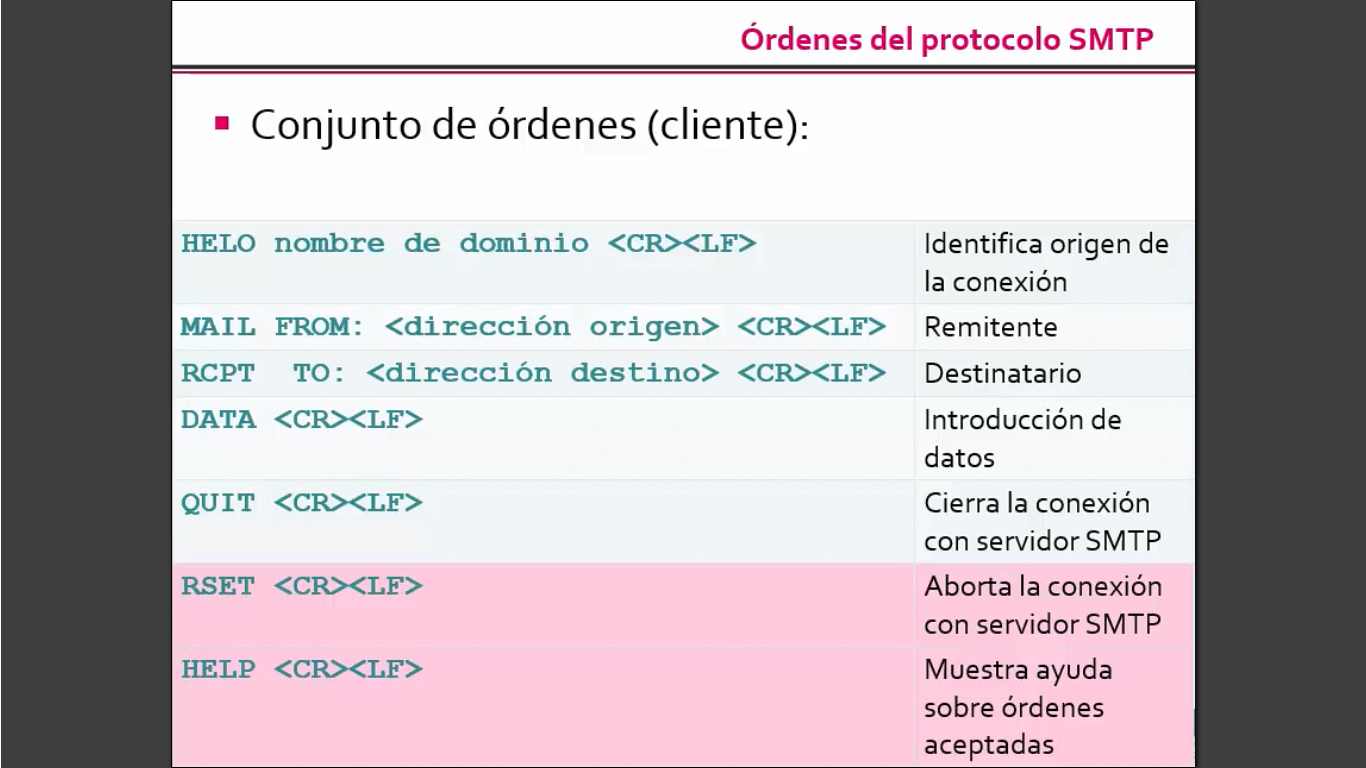 Órdenes del protocolo SMTP
Conjunto de órdenes (cliente):
HELO nombre de dominio <CR><LF>
Identifica origen de
la conexión
MAIL FROM: <dirección origen> <CR><LF>
Remitente
RCPT  TO: <dirección destino> <CR><LF>
Destinatario
DATA <CR><LF>
Introducción de
datos
QUIT <CR><LF>
Cierra la conexión
con servidor SMTP
RSET <CR><LF>
Aborta la conexión
con servidor SMTP
HELP <CR><LF>
Muestra ayuda
sobre órdenes
aceptadas